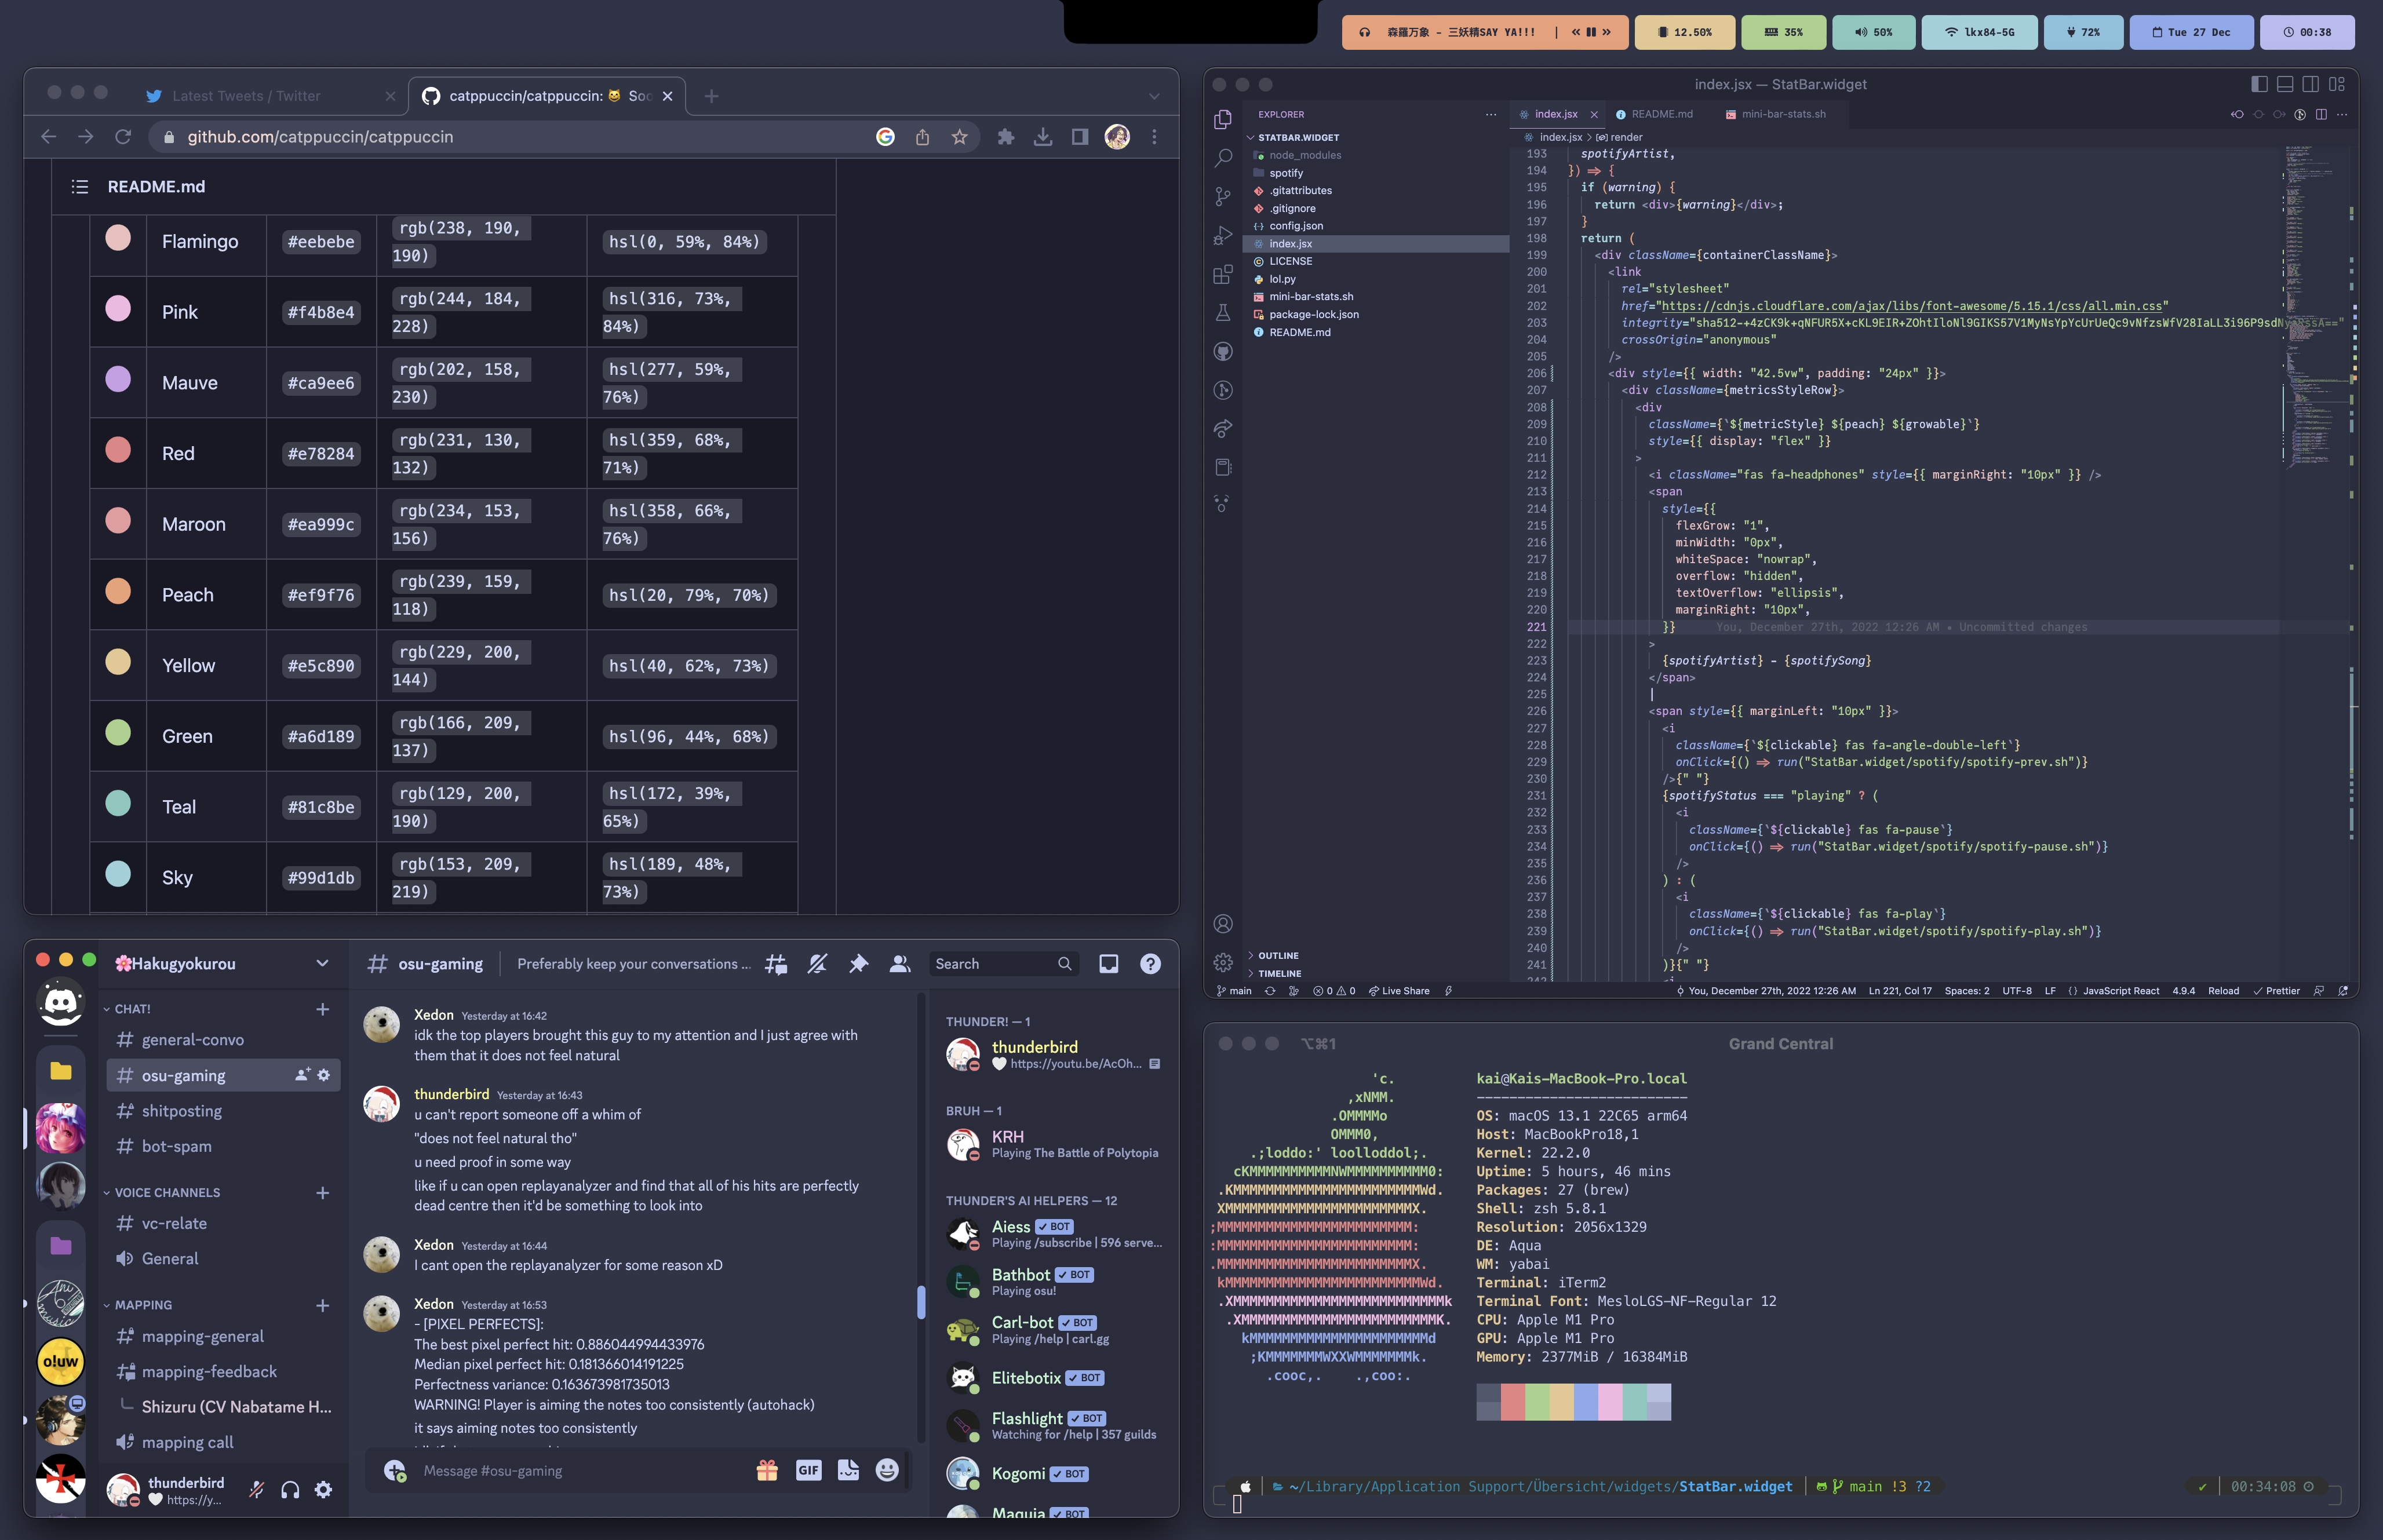 森羅万象 - 三妖精SAY YA!!! |
12.50%
35%
50%
lkx84-5G
72%
Tue 27 Dec
00:38
Latest Tweets / Twitter
catppuccin/catppuccin: 😸 Soo
github.com/catppuccin/catppuccin
README.md
Flamingo #eebebe rgb(238, 190, hsl(0, 59%, 84%)
190)
Pink #f4b8e4 rgb(244, 184, hsl(316, 73%,
228) 84%)
Mauve #ca9ee6 rgb(202, 158, hsl(277, 59%,
230) 76%)
Red #e78284 rgb(231, 130, hsl(359, 68%,
132) 71%)
Maroon #ea999c rgb(234, 153, hsl(358, 66%,
156) 76%)
Peach #ef9f76 rgb(239, 159, hsl(20, 79%, 70%)
118)
Yellow #e5c890 rgb(229, 200, hsl(40, 62%, 73%)
144)
Green #a6d189 rgb(166, 209, hsl(96, 44%, 68%)
137)
Teal #81c8be rgb(129, 200, hsl(172, 39%,
190) 65%)
Sky #99d1db rgb(153, 209, hsl(189, 48%,
219) 73%)
index.jsx — StatBar.widget
EXPLORER
STATBAR.WIDGET
node_modules
spotify
.gitattributes
.gitignore
config.json
index.jsx
LICENSE
lol.py
mini-bar-stats.sh
package-lock.json
README.md
OUTLINE
TIMELINE
index.jsx
README.md
mini-bar-stats.sh
index.jsx > render
193 spotifyArtist,
194 }) => {
195 if (warning) {
196 return <div>{warning}</div>;
197 }
198 return (
199 <div className={containerClassName}>
200 <link
201 rel="stylesheet"
202 href="https://cdnjs.cloudflare.com/ajax/libs/font-awesome/5.15.1/css/all.min.css"
203 integrity="sha512-+4zCK9k+qNFUR5X+cKL9EIR+ZOhtIloNl9GIKS57V1MyNsYpYcUrUeQc9vNfzsWfV28IaLL3i96P9sdNyeRssA=="
204 crossOrigin="anonymous"
205 />
206 <div style={{ width: "42.5vw", padding: "24px" }}>
207 <div className={metricsStyleRow}>
208 <div
209 className={`${metricStyle} ${peach} ${growable}`}
210 style={{ display: "flex" }}
211 >
212 <i className="fas fa-headphones" style={{ marginRight: "10px" }} />
213 <span
214 style={{
215 flexGrow: "1",
216 minWidth: "0px",
217 whiteSpace: "nowrap",
218 overflow: "hidden",
219 textOverflow: "ellipsis",
220 marginRight: "10px",
221 }} You, December 27th, 2022 12:26 AM • Uncommitted changes
222 >
223 {spotifyArtist} - {spotifySong}
224 </span>
225 |
226 <span style={{ marginLeft: "10px" }}>
227 <i
228 className={`${clickable} fas fa-angle-double-left`}
229 onClick={() => run("StatBar.widget/spotify/spotify-prev.sh")}
230 />{" "}
231 {spotifyStatus === "playing" ? (
232 <i
233 className={`${clickable} fas fa-pause`}
234 onClick={() => run("StatBar.widget/spotify/spotify-pause.sh")}
235 />
236 ) : (
237 <i
238 className={`${clickable} fas fa-play`}
239 onClick={() => run("StatBar.widget/spotify/spotify-play.sh")}
240 />
241 )}{" "}
main
0 0
Live Share
You, December 27th, 2022 12:26 AM
Ln 221, Col 17
Spaces: 2
UTF-8
LF
JavaScript React
4.9.4
Reload
Prettier
🌸Hakugyokurou
CHAT!
general-convo
osu-gaming
shitposting
bot-spam
VOICE CHANNELS
vc-relate
General
MAPPING
mapping-general
mapping-feedback
Shizuru (CV Nabatame H...
mapping call
o!uw
thunderbird
https://y...
osu-gaming
Preferably keep your conversations ...
Search
Xedon Yesterday at 16:42
idk the top players brought this guy to my attention and I just agree with
them that it does not feel natural
thunderbird Yesterday at 16:43
u can't report someone off a whim of
"does not feel natural tho"
u need proof in some way
like if u can open replayanalyzer and find that all of his hits are perfectly
dead centre then it'd be something to look into
Xedon Yesterday at 16:44
I cant open the replayanalyzer for some reason xD
Xedon Yesterday at 16:53
- [PIXEL PERFECTS]:
The best pixel perfect hit: 0.886044994433976
Median pixel perfect hit: 0.181366014191225
Perfectness variance: 0.163673981735013
WARNING! Player is aiming the notes too consistently (autohack)
it says aiming notes too consistently
Message #osu-gaming
GIF
THUNDER! — 1
thunderbird
https://youtu.be/AcOh...
BRUH — 1
KRH
Playing The Battle of Polytopia
THUNDER'S AI HELPERS — 12
Aiess BOT
Playing /subscribe | 596 serve...
Bathbot BOT
Playing osu!
Carl-bot BOT
Playing /help | carl.gg
Elitebotix BOT
Flashlight BOT
Watching for /help | 357 guilds
Kogomi BOT
Maquia BOT
⌥⌘1
Grand Central
'c.
,xNMM.
.OMMMMo
OMMM0,
.;loddo:' loolloddol;.
cKMMMMMMMMMMNWMMMMMMMMMM0:
.KMMMMMMMMMMMMMMMMMMMMMMMWd.
XMMMMMMMMMMMMMMMMMMMMMMMX.
;MMMMMMMMMMMMMMMMMMMMMMMM:
:MMMMMMMMMMMMMMMMMMMMMMMM:
.MMMMMMMMMMMMMMMMMMMMMMMMX.
kMMMMMMMMMMMMMMMMMMMMMMMMWd.
.XMMMMMMMMMMMMMMMMMMMMMMMMMMk
.XMMMMMMMMMMMMMMMMMMMMMMMMK.
kMMMMMMMMMMMMMMMMMMMMMMd
;KMMMMMMMWXXWMMMMMMMk.
.cooc,. .,coo:.
kai@Kais-MacBook-Pro.local
--------------------------
OS: macOS 13.1 22C65 arm64
Host: MacBookPro18,1
Kernel: 22.2.0
Uptime: 5 hours, 46 mins
Packages: 27 (brew)
Shell: zsh 5.8.1
Resolution: 2056x1329
DE: Aqua
WM: yabai
Terminal: iTerm2
Terminal Font: MesloLGS-NF-Regular 12
CPU: Apple M1 Pro
GPU: Apple M1 Pro
Memory: 2377MiB / 16384MiB
~/Library/Application Support/Übersicht/widgets/StatBar.widget
main !3 ?2
00:34:08